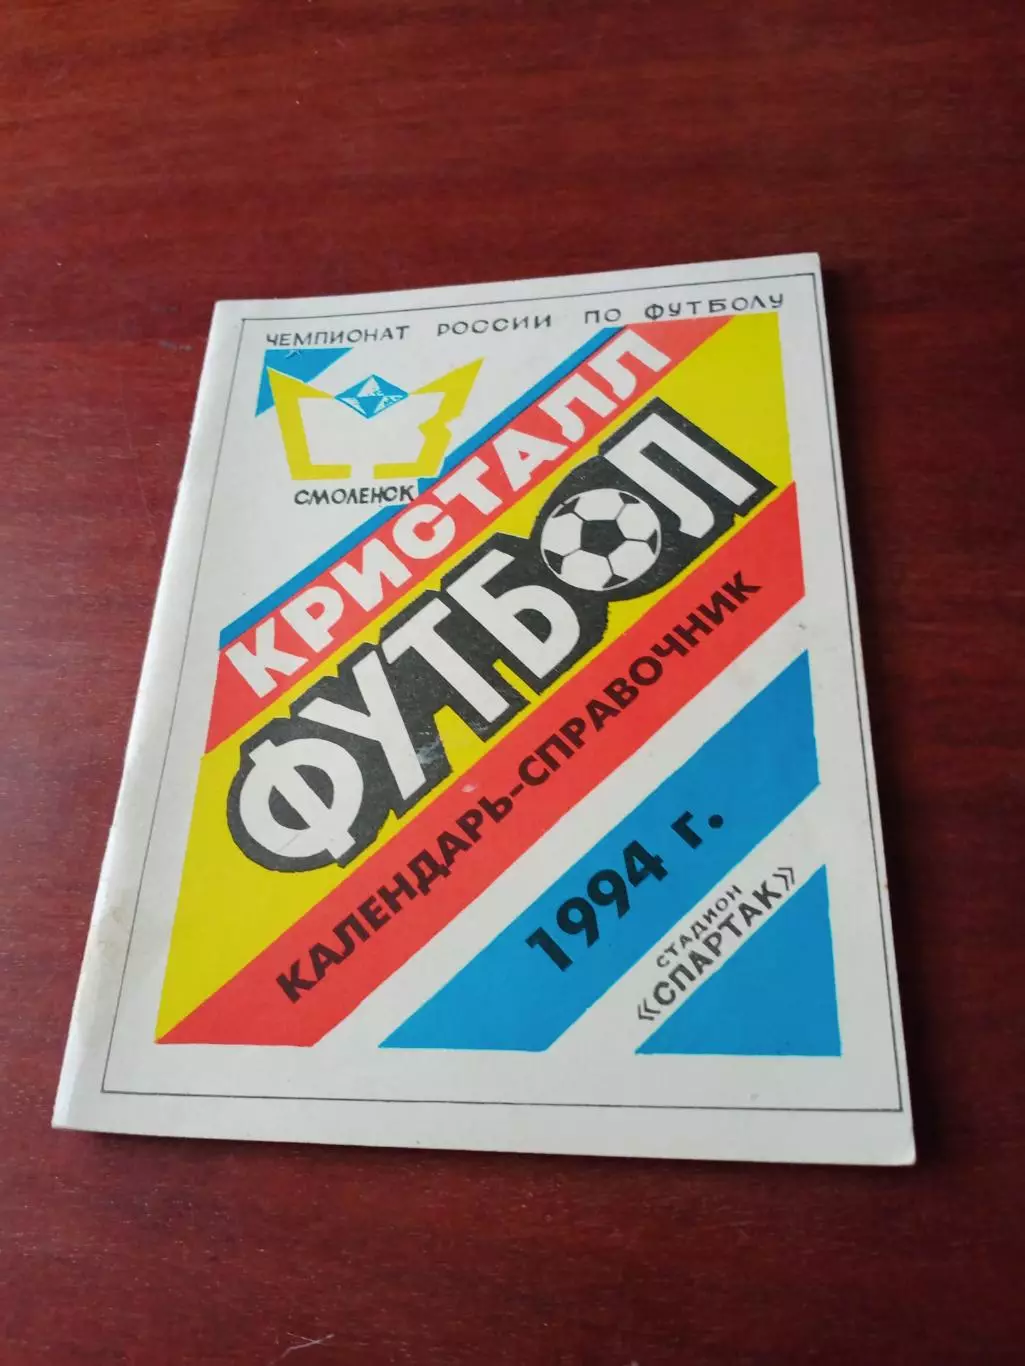 ЧЕМПИОНАТ РОССИИ ПО ФУТБОЛУ
СМОЛЕНСК
КРИСТАЛЛ
ФУТБОЛ
КАЛЕНДАРЬ-СПРАВОЧНИК
1994 г.
СТАДИОН
«СПАРТАК»